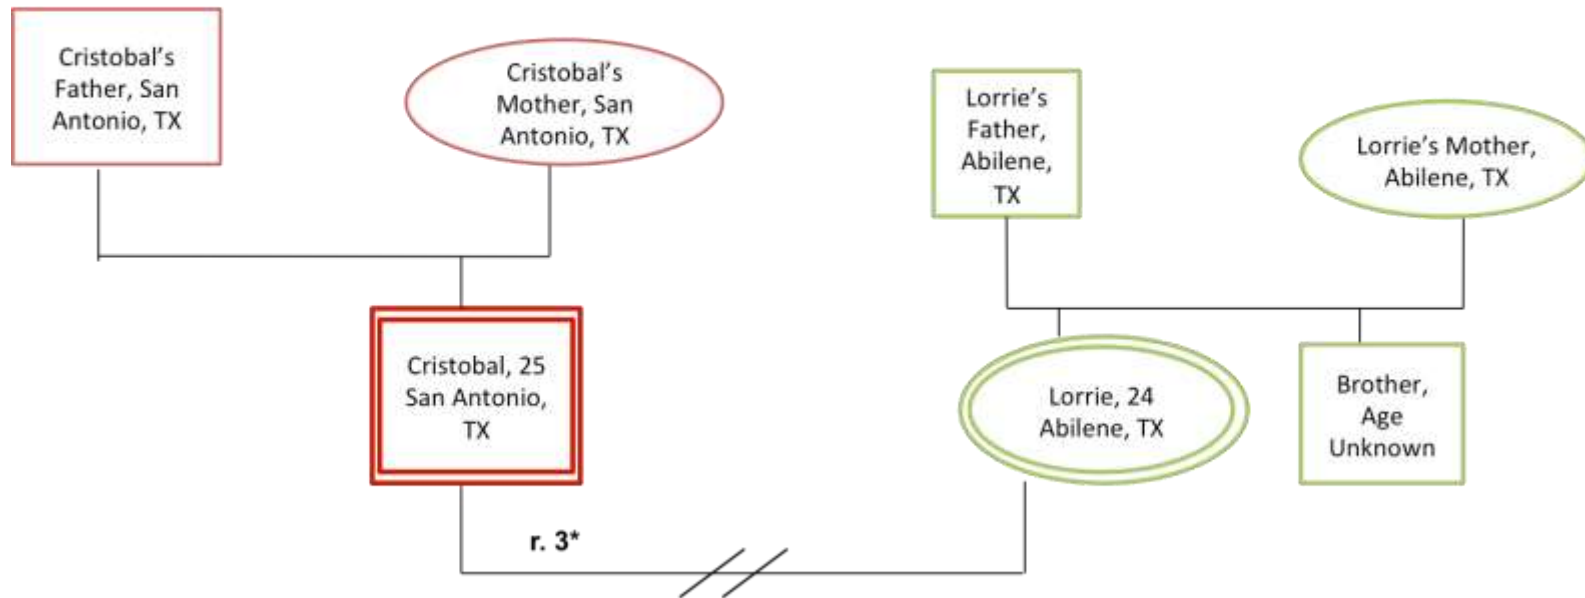 Cristobal’s
Father, San
Antonio, TX
Cristobal’s
Mother, San
Antonio, TX
Lorrie’s
Father,
Abilene,
TX
Lorrie’s Mother,
Abilene, TX
Cristobal, 25
San Antonio,
TX
Lorrie, 24
Abilene, TX
Brother,
Age
Unknown
r. 3*